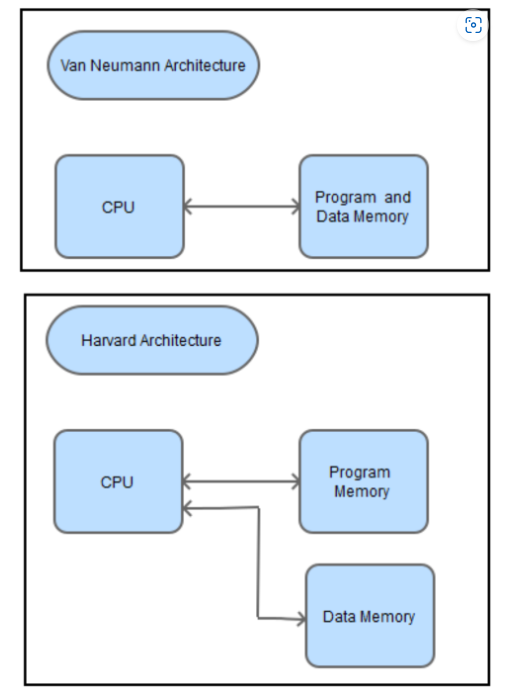 Van Neumann Architecture
CPU
Program and
Data Memory
Harvard Architecture
CPU
Program
Memory
Data Memory